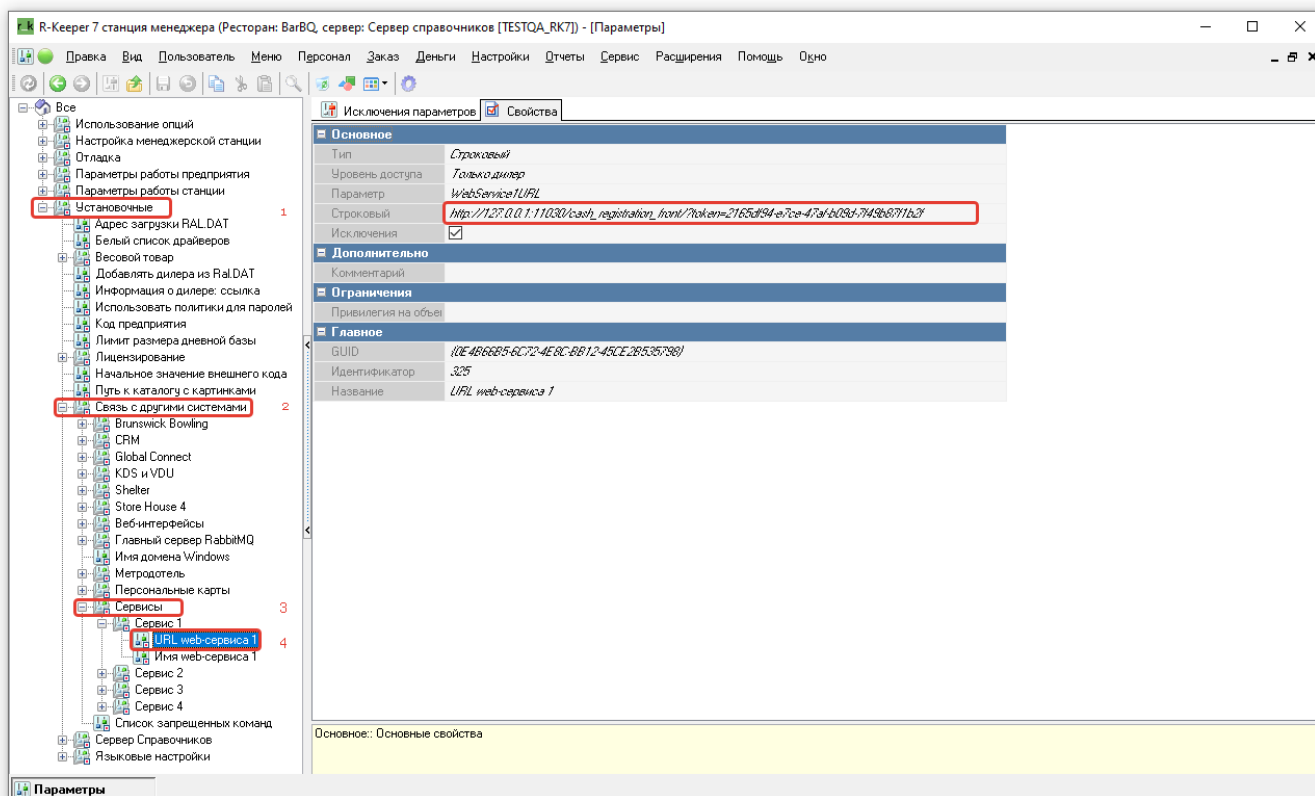 R-Keeper 7 станция менеджера (Ресторан: BarBQ, сервер: Сервер справочников [TESTQA_RK7]) - [Параметры]
Правка Вид Пользователь Меню Персонал Заказ Деньги Настройки Отчеты Сервис Расширения Помощь Окно
Все
Использование опций
Настройка менеджерской станции
Отладка
Параметры работы предприятия
Параметры работы станции
Установочные 1
Адрес загрузки RAL.DAT
Белый список драйверов
Весовой товар
Добавлять дилера из Ral.DAT
Информация о дилере: ссылка
Использовать политики для паролей
Код предприятия
Лимит размера дневной базы
Лицензирование
Начальное значение внешнего кода
Путь к каталогу с картинками
Связь с другими системами 2
Brunswick Bowling
CRM
Global Connect
KDS и VDU
Shelter
Store House 4
Веб-интерфейсы
Главный сервер RabbitMQ
Имя домена Windows
Метродотель
Персональные карты
Сервисы 3
Сервис 1
URL web-сервиса 1 4
Имя web-сервиса 1
Сервис 2
Сервис 3
Сервис 4
Список запрещенных команд
Сервер Справочников
Языковые настройки
Исключения параметров Свойства
Основное
Тип Строковый
Уровень доступа Только дилер
Параметр WebService1URL
Строковый http://127.0.0.1:11030/cash_registration_front/?token=2165df94-e7ce-47af-b09d-7f49b87f1b2f
Исключения
Дополнительно
Комментарий
Ограничения
Привилегия на объек
Главное
GUID {0E4B66B5-6C72-4E8C-BB12-45CE2B535798}
Идентификатор 325
Название URL web-сервиса 1
Основное:: Основные свойства
Параметры